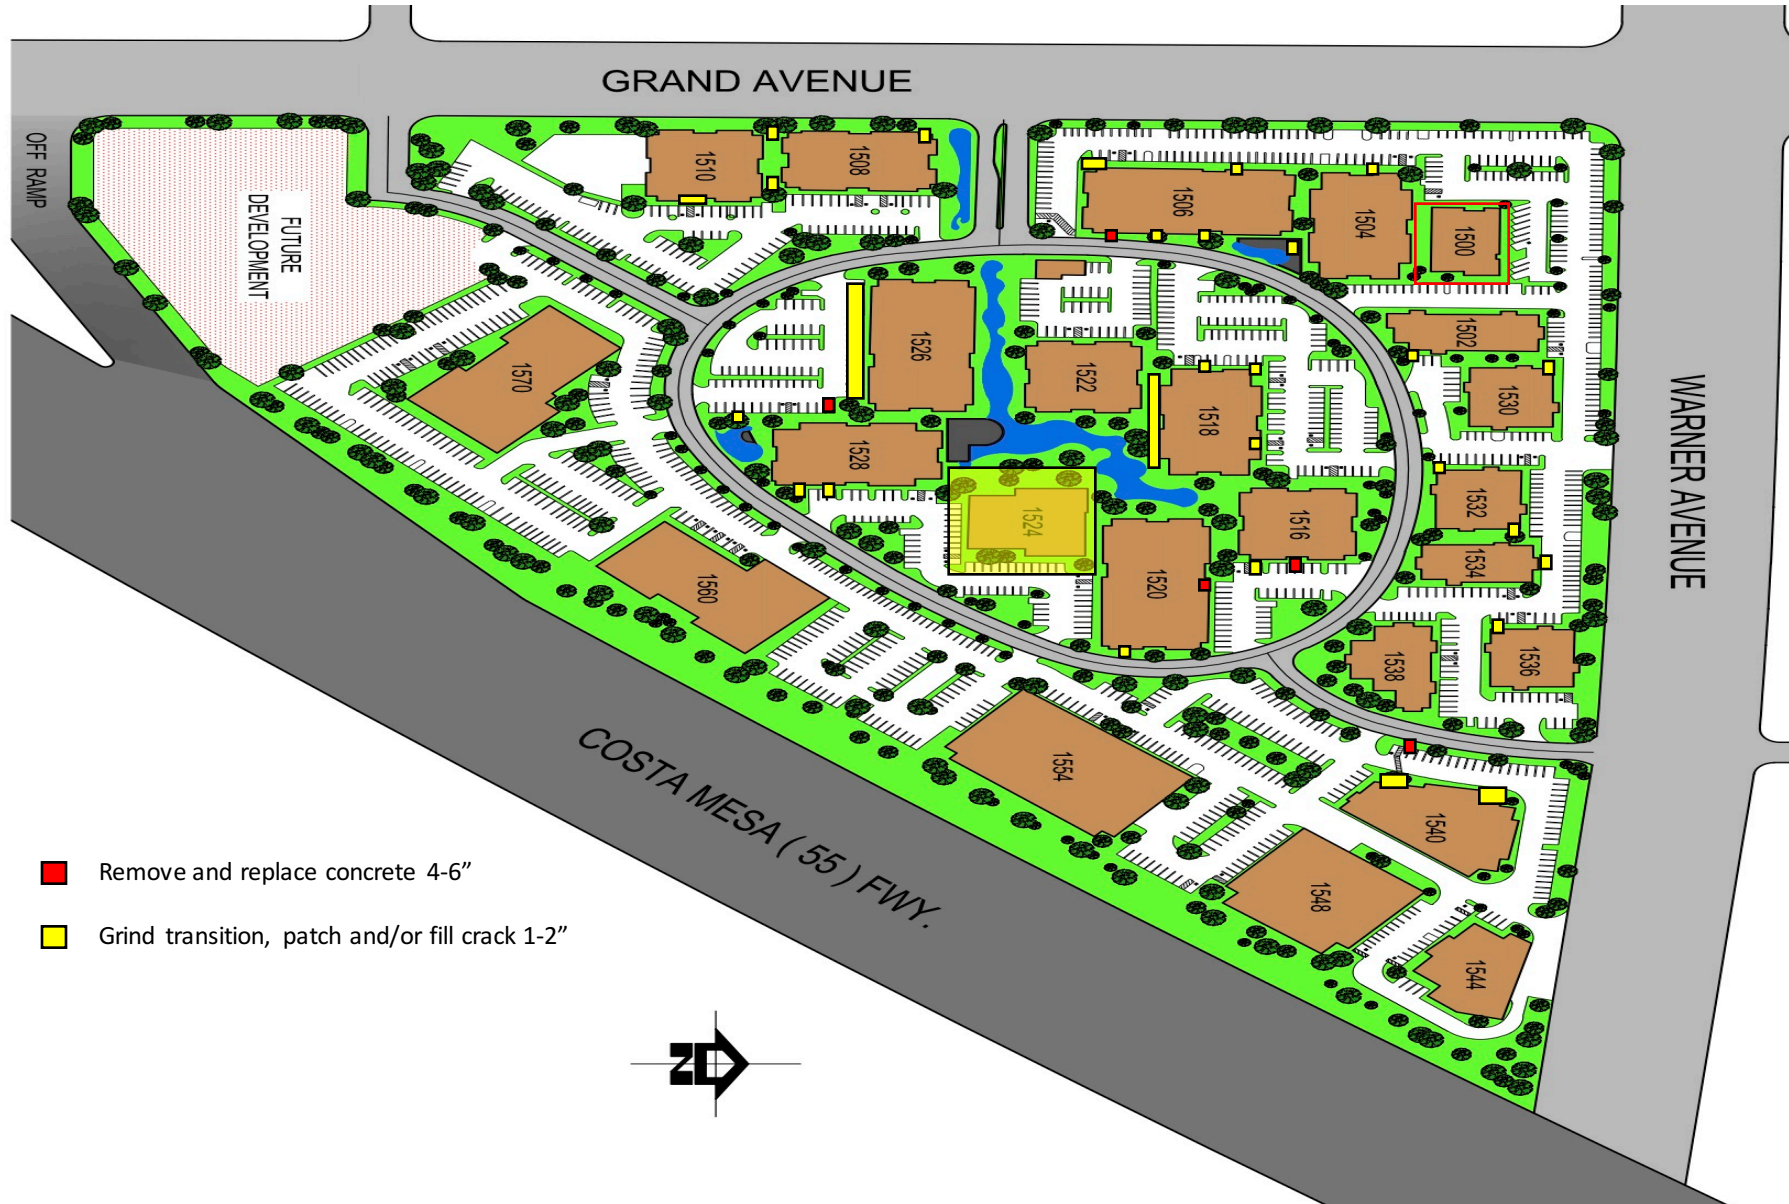 GRAND AVENUE
OFF RAMP
FUTURE
DEVELOPMENT
1510
1508
1506
1504
1500
1502
1530
1526
1522
1518
1570
1528
1524
1516
1532
1534
1520
1560
1538
1536
WARNER AVENUE
1554
COSTA MESA ( 55 ) FWY.
1540
1548
1544
Remove and replace concrete 4-6”
Grind transition, patch and/or fill crack 1-2”
N